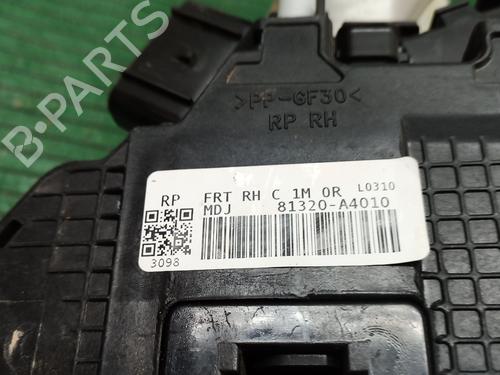 >PP-GF30<
RP RH
RP FRT RH C 1M 0R L0310
MDJ 81320-A4010
3098
B-PARTS